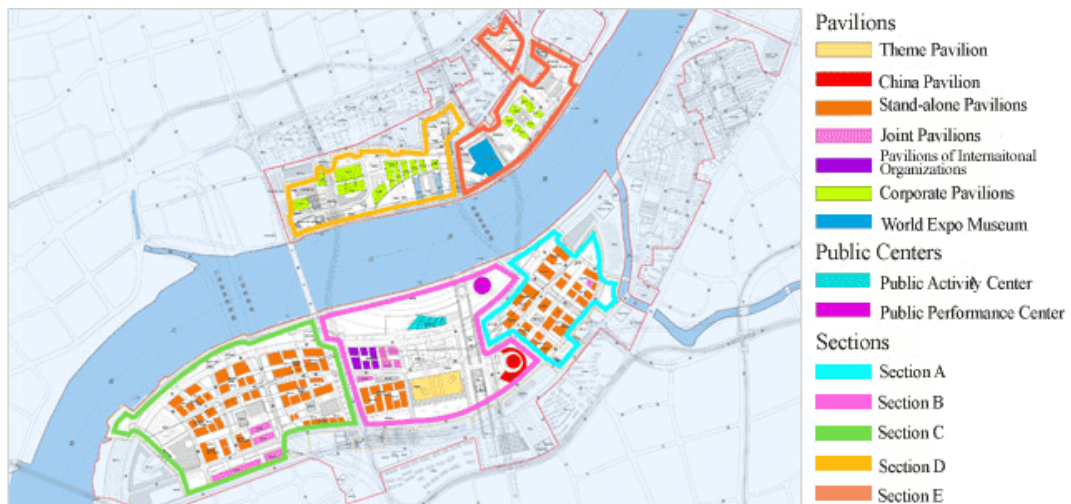 Pavilions
Theme Pavilion
China Pavilion
Stand-alone Pavilions
Joint Pavilions
Pavilions of Internaitonal
Organizations
Corporate Pavilions
World Expo Museum
Public Centers
Public Activity Center
Public Performance Center
Sections
Section A
Section B
Section C
Section D
Section E